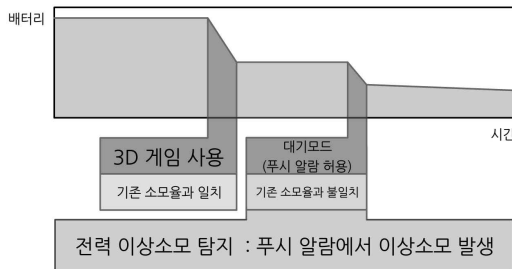 배터리
시간
3D 게임 사용
기존 소모율과 일치
대기모드
(푸시 알람 허용)
기존 소모율과 불일치
전력 이상소모 탐지 : 푸시 알람에서 이상소모 발생